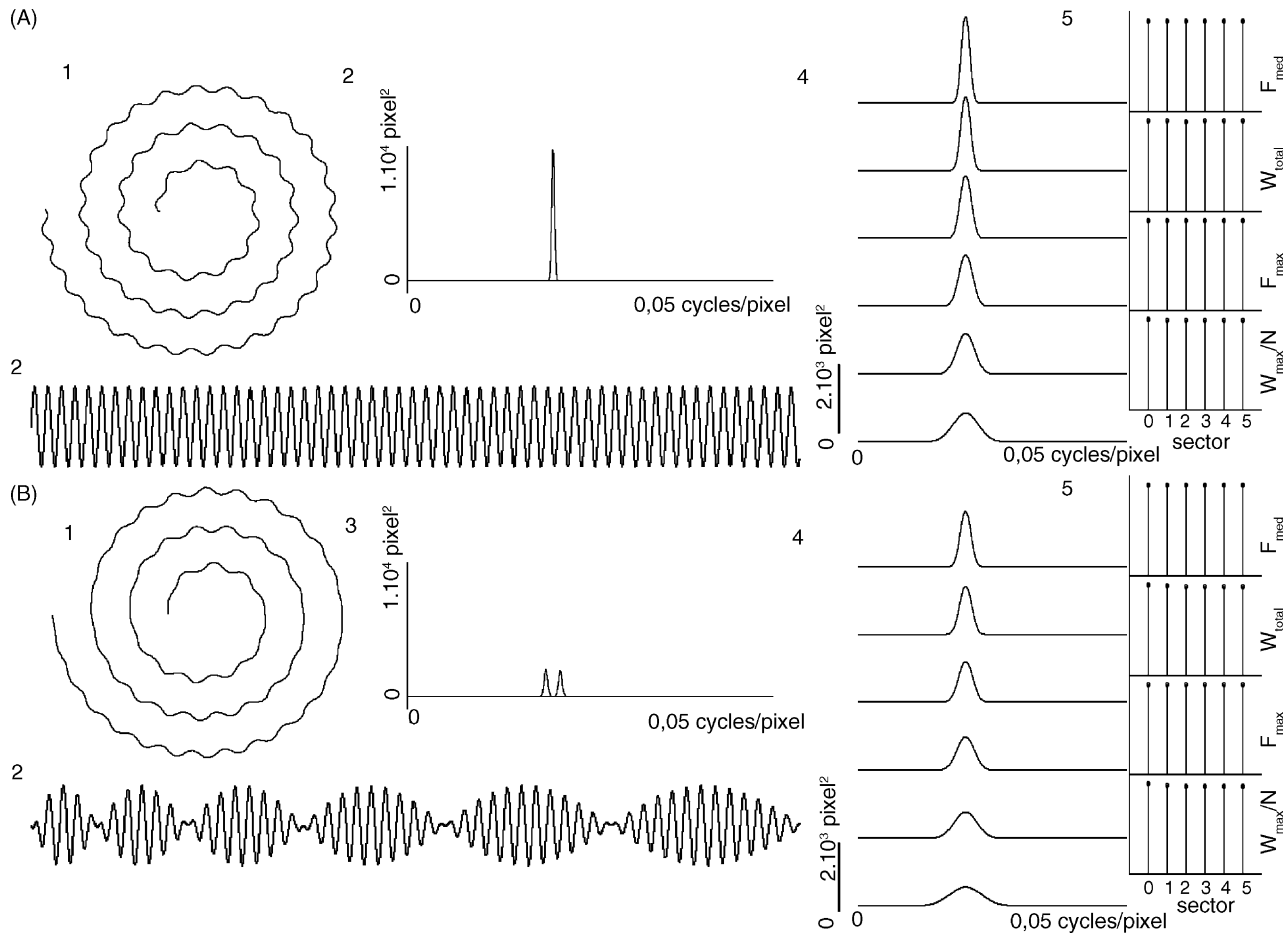 (A)
1
2
1.10⁴ pixel²
0
0
0,05 cycles/pixel
2
4
2.10³ pixel²
0
0
0,05 cycles/pixel
5
F_med
W_total
F_max
W_max/N
0 1 2 3 4 5
sector
(B)
1
3
1.10⁴ pixel²
0
0
0,05 cycles/pixel
2
4
2.10³ pixel²
0
0
0,05 cycles/pixel
5
F_med
W_total
F_max
W_max/N
0 1 2 3 4 5
sector